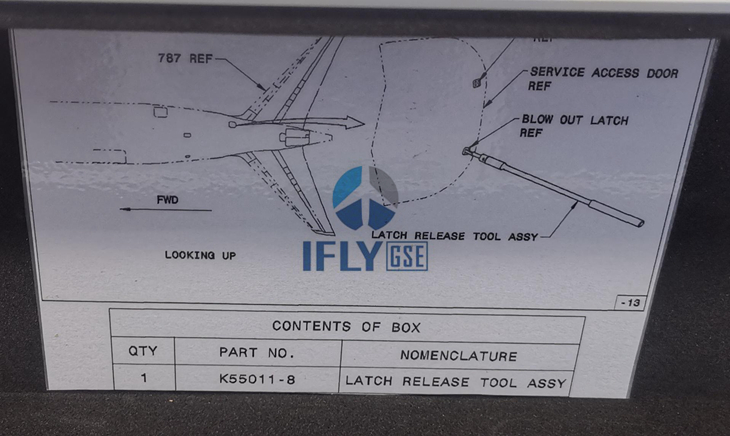 787 REF
REF
SERVICE ACCESS DOOR
REF
BLOW OUT LATCH
REF
FWD
LATCH RELEASE TOOL ASSY
LOOKING UP
IFLY GSE
-13
CONTENTS OF BOX
QTY PART NO. NOMENCLATURE
1 K55011-8 LATCH RELEASE TOOL ASSY